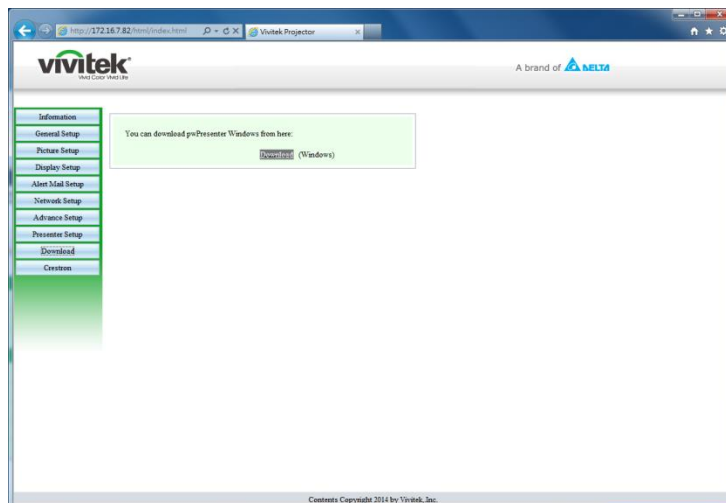 http://172.16.7.82/html/index.html
Vivitek Projector
vivitek
Vivid Color Vivid Life
A brand of DELTA
Information
General Setup
Picture Setup
Display Setup
Alert Mail Setup
Network Setup
Advance Setup
Presenter Setup
Download
Crestron
You can download pwPresenter Windows from here:
Download (Windows)
Contents Copyright 2014 by Vivitek, Inc.